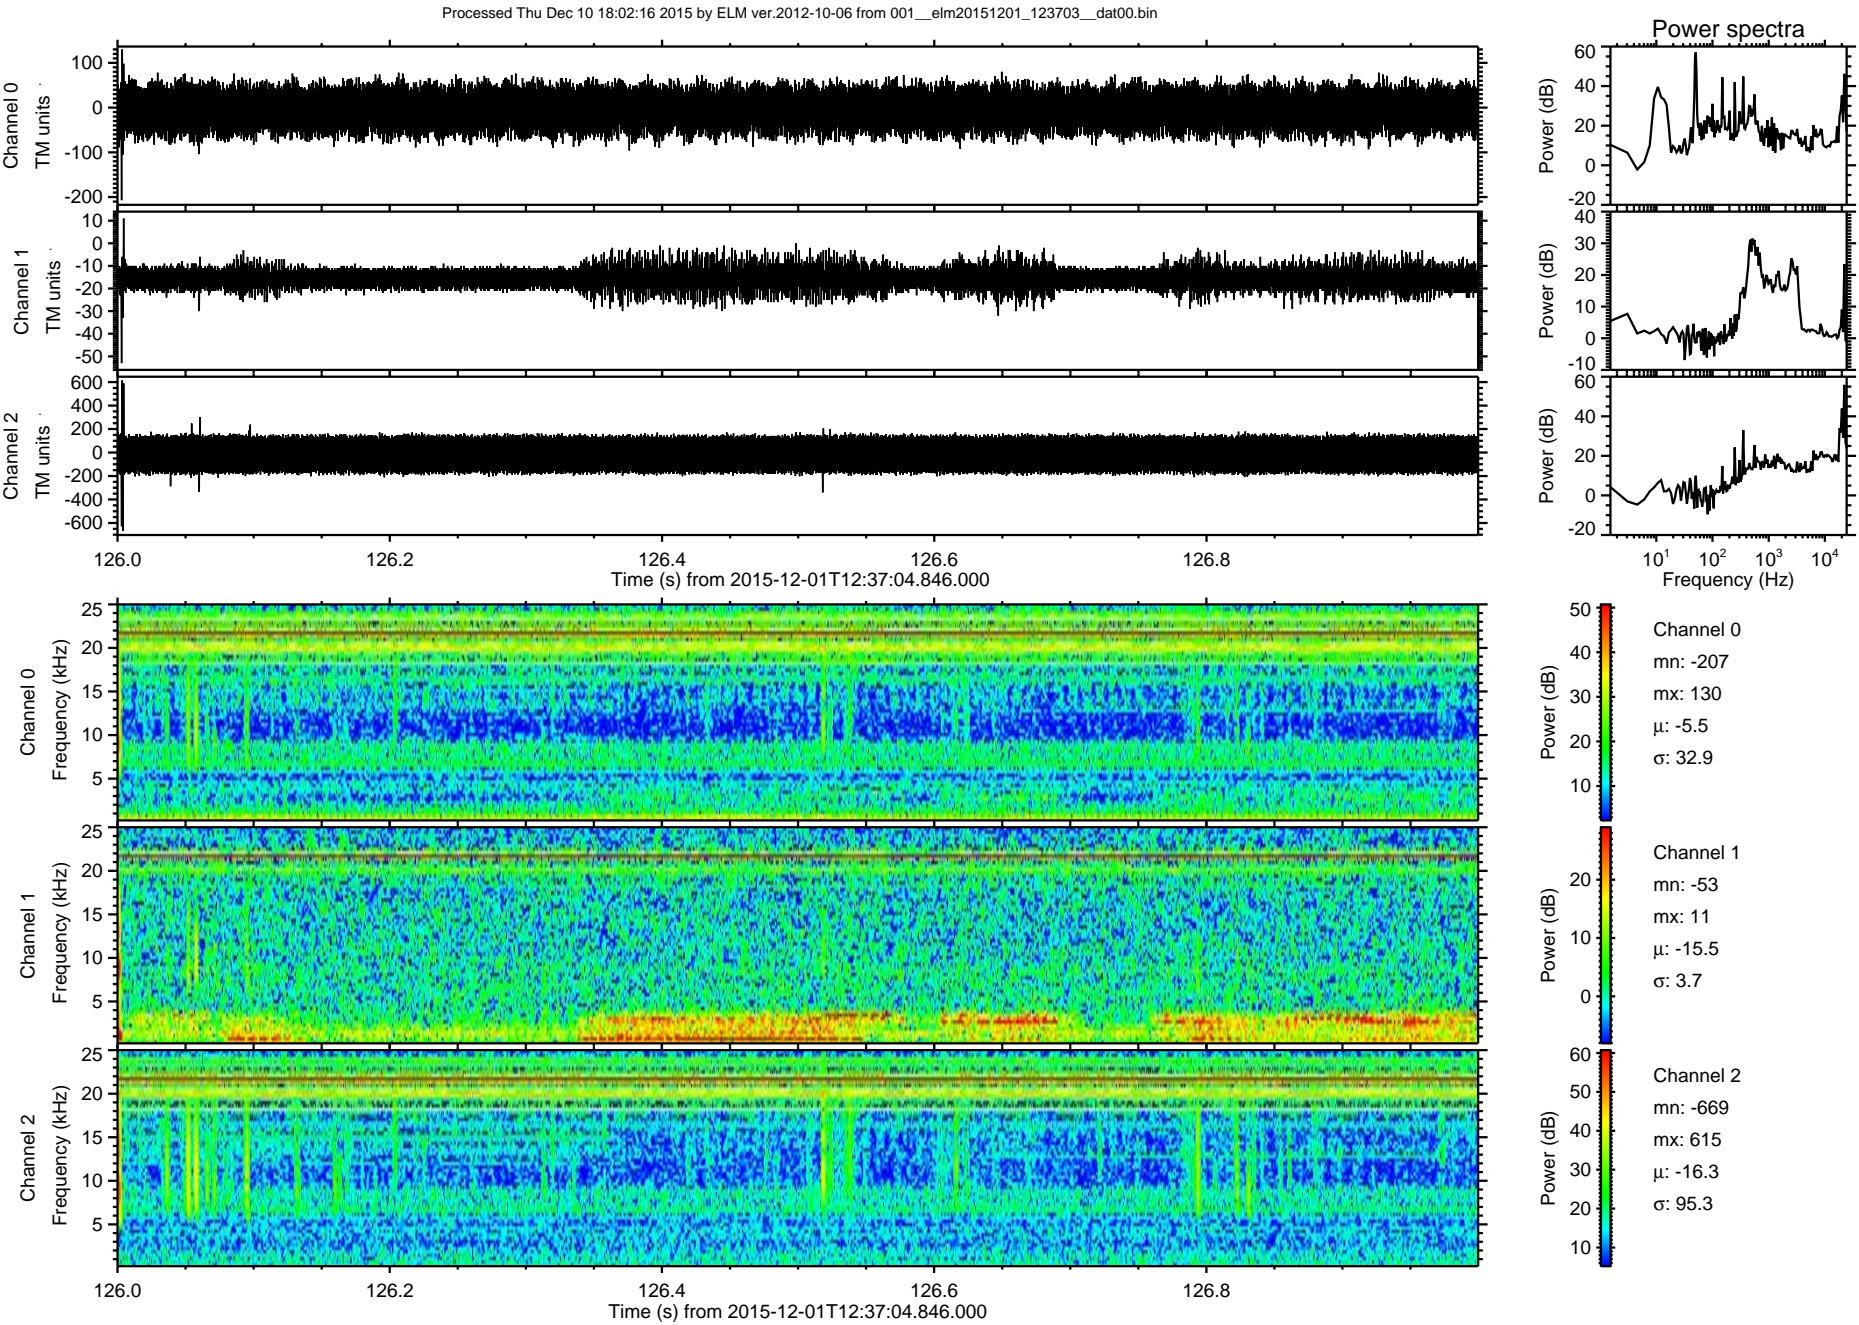 Processed Thu Dec 10 18:02:16 2015 by ELM ver.2012-10-06 from 001__elm20151201_123703__dat00.bin
Power spectra
Channel 0
TM units
100
0
-100
-200
Power (dB)
60
40
20
0
-20
Channel 1
TM units
10
0
-10
-20
-30
-40
-50
Power (dB)
40
30
20
10
0
-10
Channel 2
TM units
600
400
200
0
-200
-400
-600
Power (dB)
60
40
20
0
-20
126.0 126.2 126.4 126.6 126.8
Time (s) from 2015-12-01T12:37:04.846.000
10¹ 10² 10³ 10⁴
Frequency (Hz)
Channel 0
Frequency (kHz)
25
20
15
10
5
Power (dB)
50
40
30
20
10
Channel 0
mn: -207
mx: 130
µ: -5.5
σ: 32.9
Channel 1
Frequency (kHz)
25
20
15
10
5
Power (dB)
20
10
0
Channel 1
mn: -53
mx: 11
µ: -15.5
σ: 3.7
Channel 2
Frequency (kHz)
25
20
15
10
5
Power (dB)
60
50
40
30
20
10
Channel 2
mn: -669
mx: 615
µ: -16.3
σ: 95.3
126.0 126.2 126.4 126.6 126.8
Time (s) from 2015-12-01T12:37:04.846.000